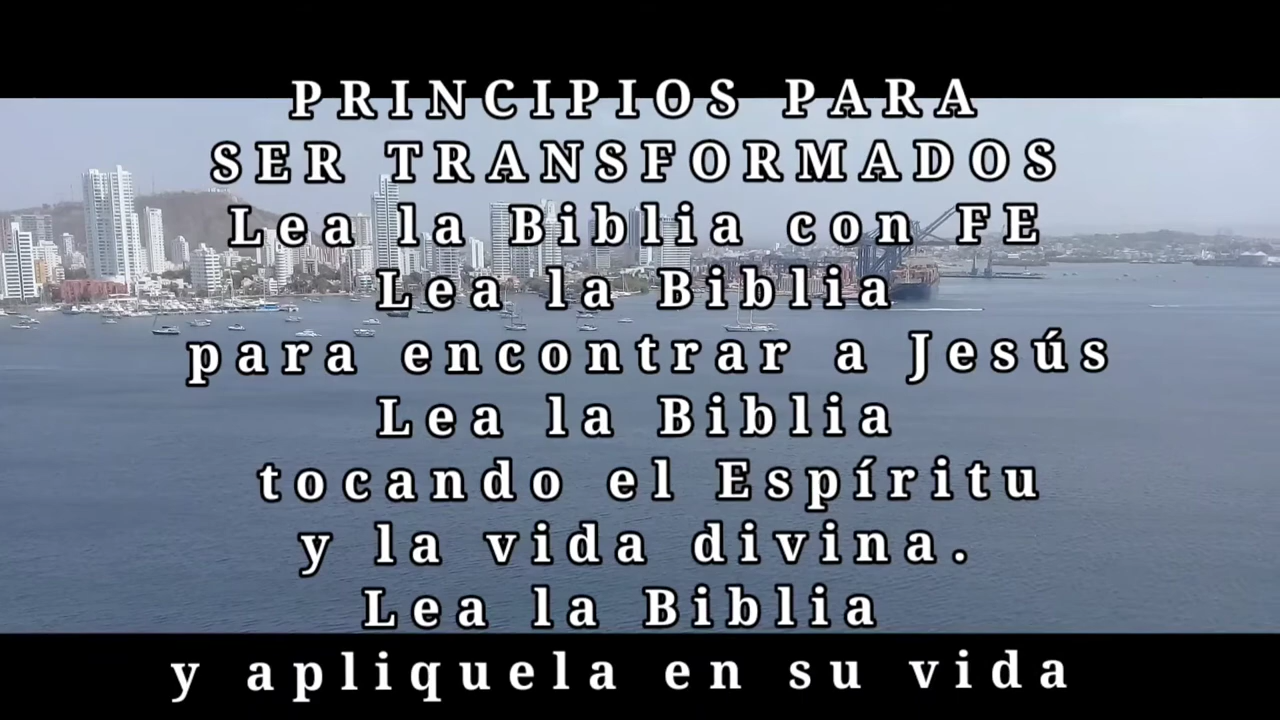 PRINCIPIOS PARA
SER TRANSFORMADOS
Lea la Biblia con FE
Lea la Biblia
para encontrar a Jesús
Lea la Biblia
tocando el Espíritu
y la vida divina.
Lea la Biblia
y apliquela en su vida